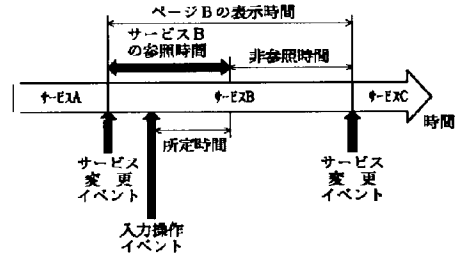 ページBの表示時間
サービスB
の参照時間
非参照時間
サービスA
サービスB
サービスC
時間
所定時間
サービス
変更
イベント
サービス
変更
イベント
入力操作
イベント